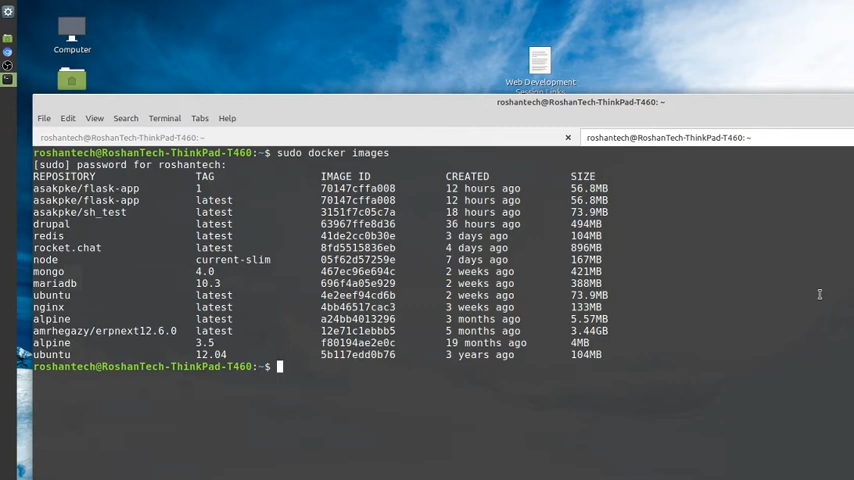 Computer
Web Development
Session Links
roshantech@RoshanTech-ThinkPad-T460: ~
File Edit View Search Terminal Tabs Help
roshantech@RoshanTech-ThinkPad-T460: ~ × roshantech@RoshanTech-ThinkPad-T460: ~
roshantech@RoshanTech-ThinkPad-T460:~$ sudo docker images
[sudo] password for roshantech:
REPOSITORY TAG IMAGE ID CREATED SIZE
asakpke/flask-app 1 70147cffa008 12 hours ago 56.8MB
asakpke/flask-app latest 70147cffa008 12 hours ago 56.8MB
asakpke/sh_test latest 3151f7c05c7a 18 hours ago 73.9MB
drupal latest 63967ffe8d36 36 hours ago 494MB
redis latest 41de2cc0b30e 3 days ago 104MB
rocket.chat latest 8fd5515836eb 4 days ago 896MB
node current-slim 05f62d57259e 7 days ago 167MB
mongo 4.0 467ec96e694c 2 weeks ago 421MB
mariadb 10.3 696f4a05e929 2 weeks ago 388MB
ubuntu latest 4e2eef94cd6b 2 weeks ago 73.9MB
nginx latest 4bb46517cac3 3 weeks ago 133MB
alpine latest a24bb4013296 3 months ago 5.57MB
amrhegazy/erpnext12.6.0 latest 12e71c1ebbb5 5 months ago 3.44GB
alpine 3.5 f80194ae2e0c 19 months ago 4MB
ubuntu 12.04 5b117edd0b76 3 years ago 104MB
roshantech@RoshanTech-ThinkPad-T460:~$